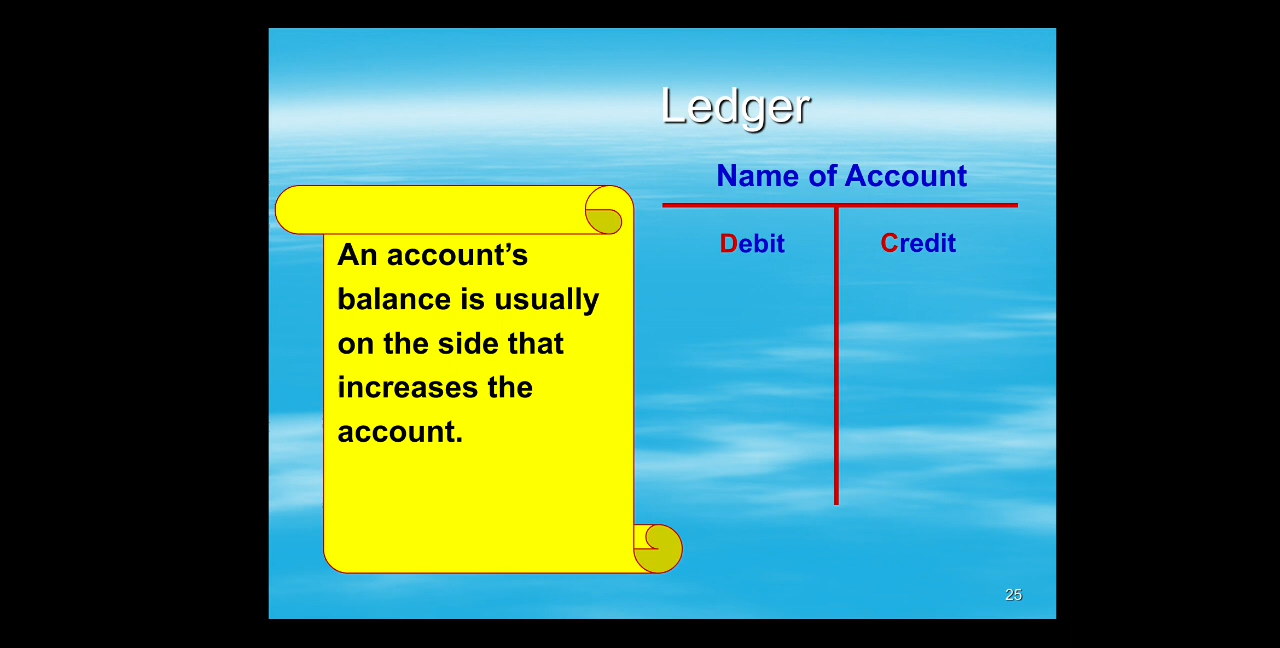 Ledger
Name of Account
Debit Credit
An account’s
balance is usually
on the side that
increases the
account.
25